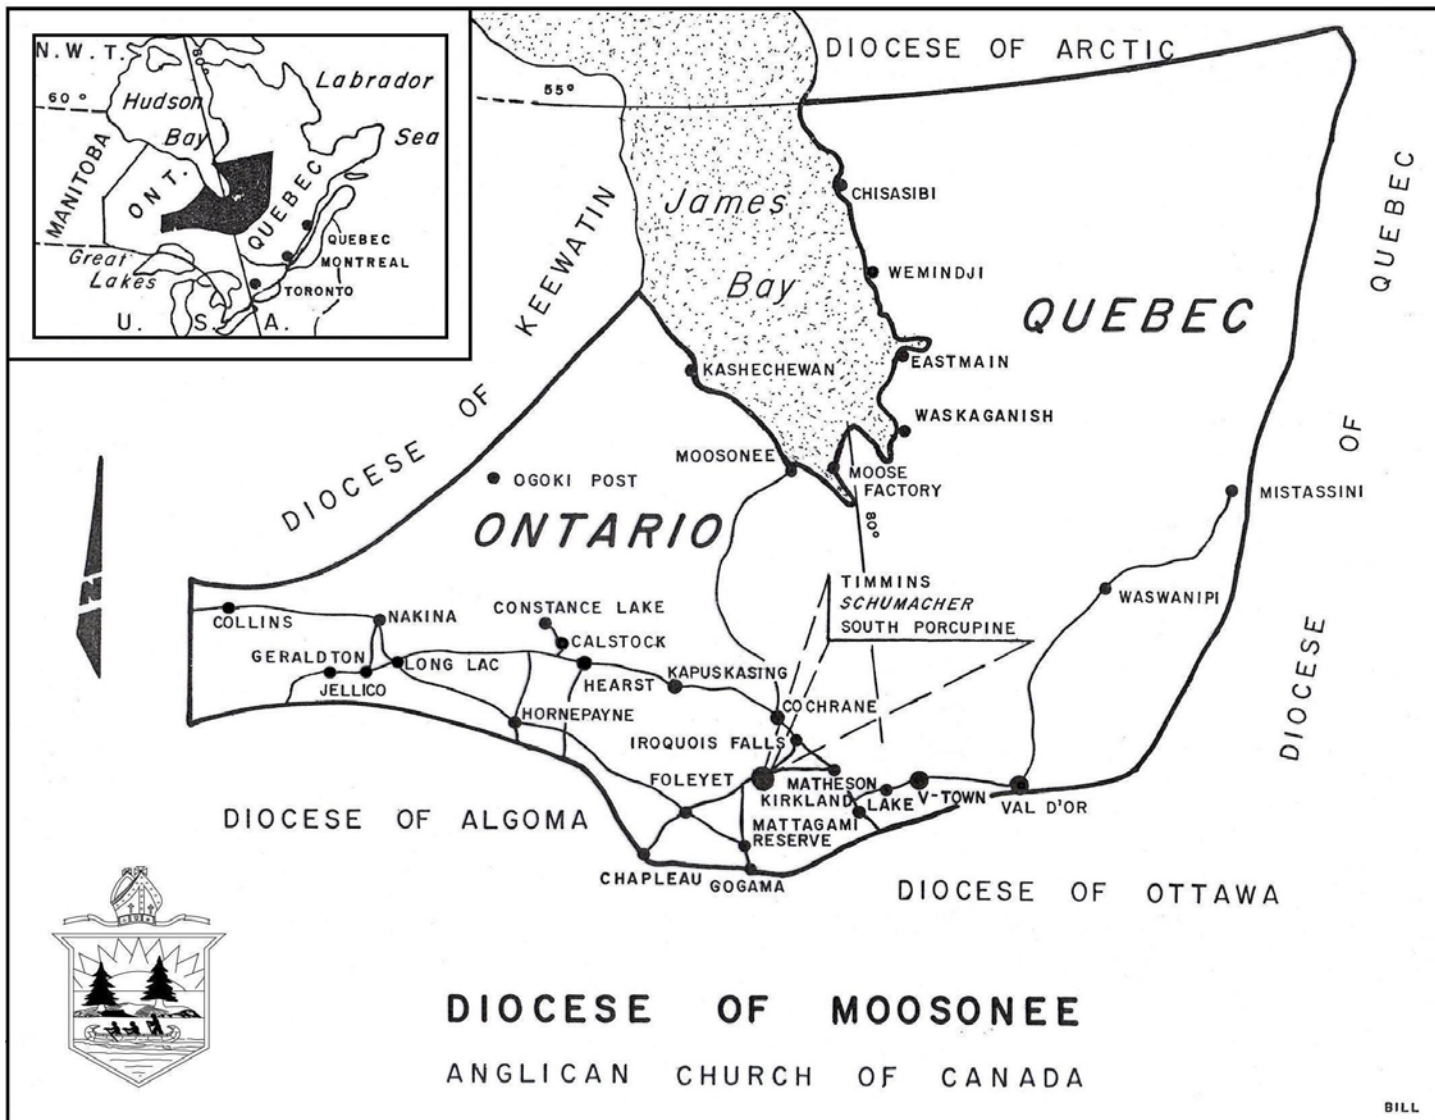 N.W.T.
80°
Labrador
Hudson
Bay
60°
Sea
MANITOBA
ONT.
QUEBEC
Great
Lakes
QUEBEC
MONTREAL
TORONTO
U. S. A.
DIOCESE OF ARCTIC
55°
DIOCESE OF KEEWATIN
James
Bay
CHISASIBI
WEMINDJI
QUEBEC
EASTMAIN
KASHECHEWAN
WASKAGANISH
MOOSONEE
MOOSE
FACTORY
OGOKI POST
MISTASSINI
DIOCESE OF QUEBEC
ONTARIO
80°
TIMMINS
SCHUMACHER
SOUTH PORCUPINE
WASWANIPI
COLLINS
NAKINA
CONSTANCE LAKE
CALSTOCK
GERALDTON
LONG LAC
JELLICO
HEARST
KAPUSKASING
HORNEPAYNE
COCHRANE
IROQUOIS FALLS
FOLEYET
MATHESON
KIRKLAND LAKE
V-TOWN
VAL D'OR
MATTAGAMI
RESERVE
CHAPLEAU
GOGAMA
DIOCESE OF ALGOMA
DIOCESE OF OTTAWA
N
DIOCESE OF MOOSONEE
ANGLICAN CHURCH OF CANADA
BILL